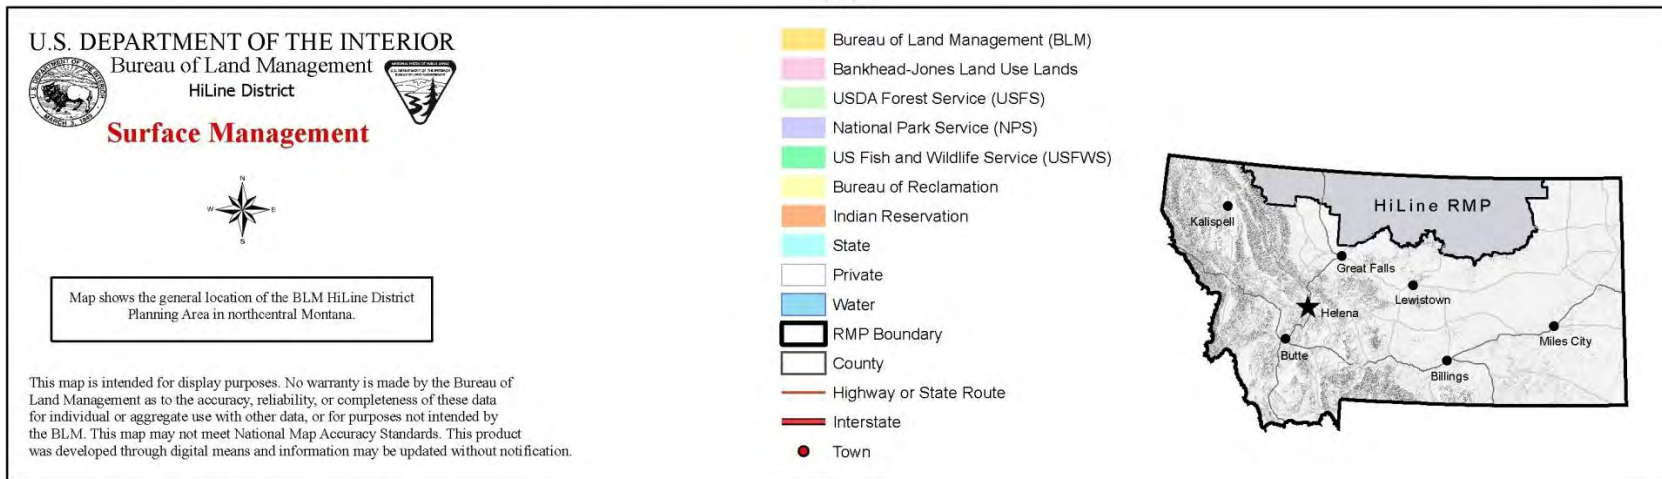 U.S. DEPARTMENT OF THE INTERIOR
Bureau of Land Management
HiLine District
Surface Management
N
W
E
S
Map shows the general location of the BLM HiLine District
Planning Area in northcentral Montana.
This map is intended for display purposes. No warranty is made by the Bureau of
Land Management as to the accuracy, reliability, or completeness of these data
for individual or aggregate use with other data, or for purposes not intended by
the BLM. This map may not meet National Map Accuracy Standards. This product
was developed through digital means and information may be updated without notification.
Bureau of Land Management (BLM)
Bankhead-Jones Land Use Lands
USDA Forest Service (USFS)
National Park Service (NPS)
US Fish and Wildlife Service (USFWS)
Bureau of Reclamation
Indian Reservation
State
Private
Water
RMP Boundary
County
Highway or State Route
Interstate
Town
HiLine RMP
Kalispell
Great Falls
Lewistown
Helena
Miles City
Butte
Billings
U.S. DEPARTMENT OF THE INTERIOR
MARCH 3, 1849